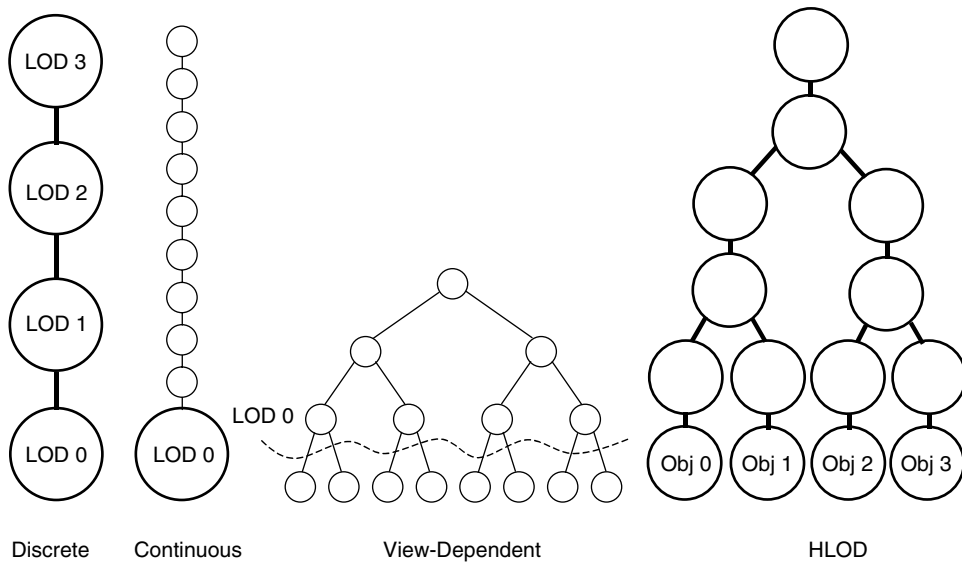 LOD 3
LOD 2
LOD 1
LOD 0
LOD 0
LOD 0
Obj 0
Obj 1
Obj 2
Obj 3
Discrete
Continuous
View-Dependent
HLOD